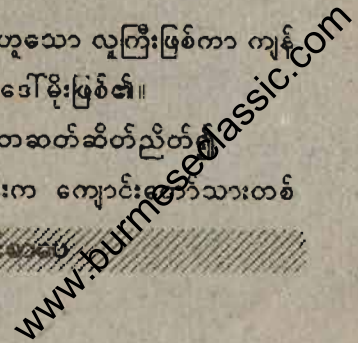 ဟူသော လူကြီးဖြစ်ကာ ကျွန်
ဒေါ်မိုးဖြစ်၏။
တဆတ်ဆိတ်ညိတ်၍
းက ကျောင်းတော်သားတစ်
www.burmeseclassic.com